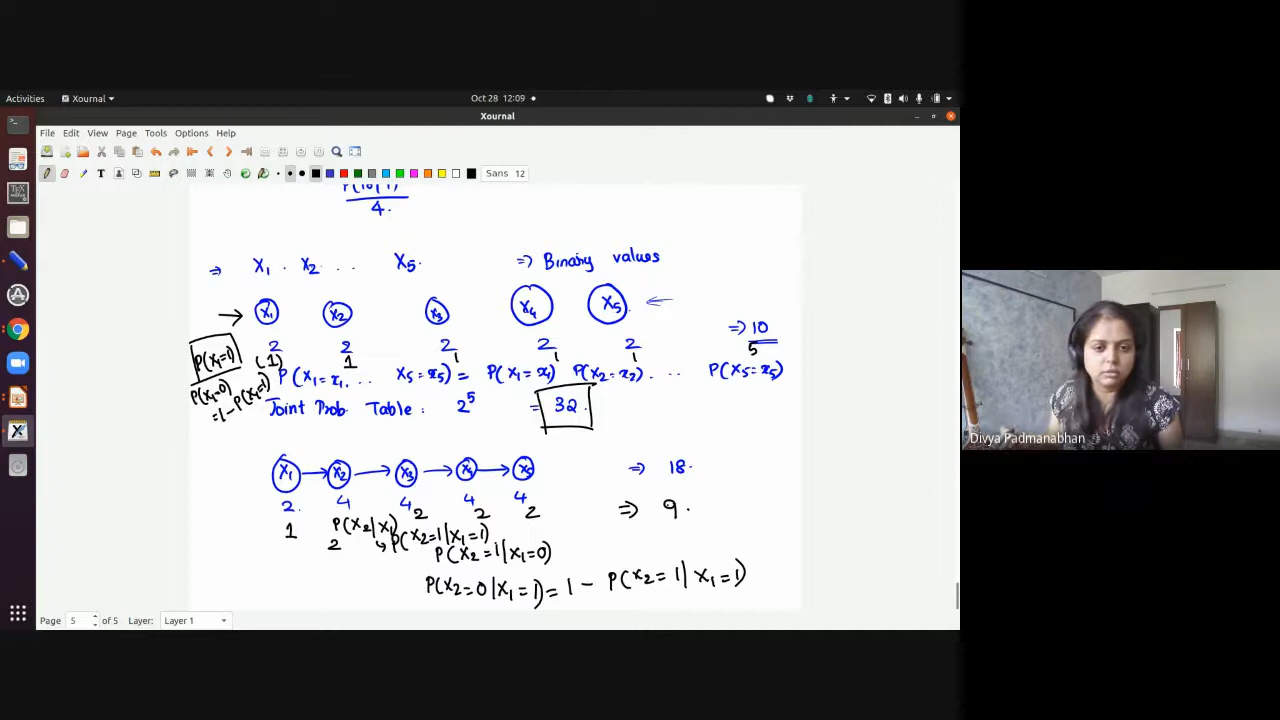 Activities Xournal Oct 28 12:09
Xournal
File Edit View Page Tools Options Help
Sans 12
4.
⇒ X1 . X2 ... X5. ⇒ Binary values
→ X1 X2 X3 X4 X5 ←
2 2 2 2 2 ⇒ 10
(1) 1 1 1 1 5
P(X1=1)
P(X1=x1, ... X5=x5) = P(X1=x1) P(X2=x2) ... P(X5=x5)
P(X1=0) = 1-P(X1=1)
Joint Prob. Table : 2^5 = 32.
X1 → X2 → X3 → X4 → X5 ⇒ 18.
2. 4 4 4 4
1 2 2 2 2 ⇒ 9.
P(X2|X1)
↳ P(X2=1|X1=1)
P(X2=1|X1=0)
P(X2=0|X1=1) = 1 - P(X2=1|X1=1)
Divya Padmanabhan
Page 5 of 5 Layer: Layer 1